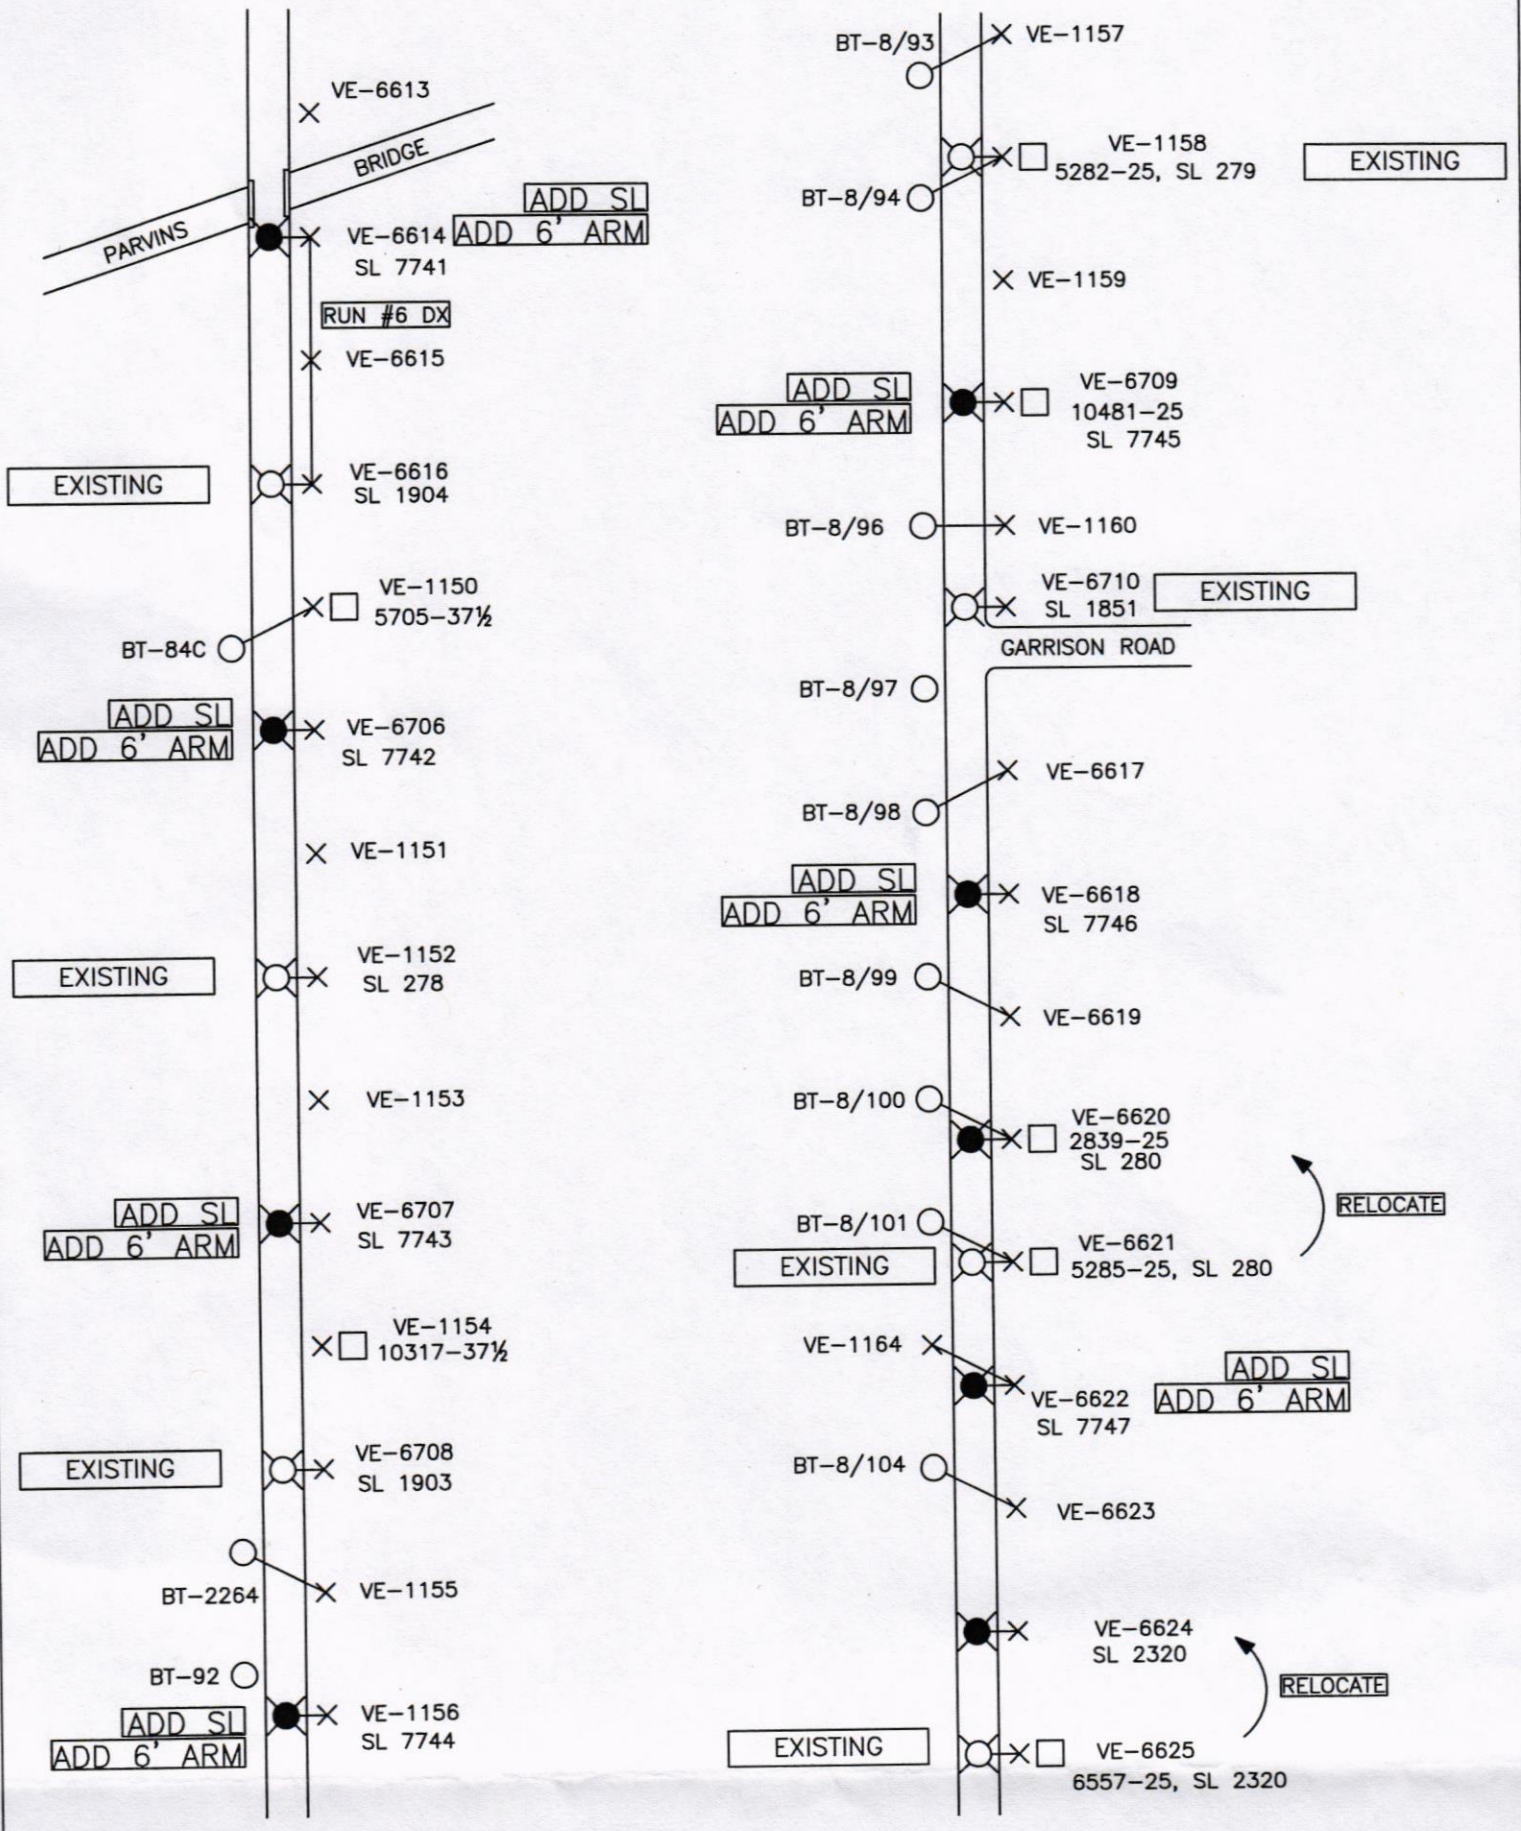 VE-6613
BRIDGE
PARVINS
ADD SL
ADD 6' ARM
VE-6614
SL 7741
RUN #6 DX
VE-6615
EXISTING
VE-6616
SL 1904
VE-1150
5705-37½
BT-84C
ADD SL
ADD 6' ARM
VE-6706
SL 7742
VE-1151
EXISTING
VE-1152
SL 278
VE-1153
ADD SL
ADD 6' ARM
VE-6707
SL 7743
VE-1154
10317-37½
EXISTING
VE-6708
SL 1903
BT-2264
VE-1155
BT-92
ADD SL
ADD 6' ARM
VE-1156
SL 7744
BT-8/93
VE-1157
VE-1158
5282-25, SL 279
EXISTING
BT-8/94
VE-1159
ADD SL
ADD 6' ARM
VE-6709
10481-25
SL 7745
BT-8/96
VE-1160
VE-6710
SL 1851
EXISTING
GARRISON ROAD
BT-8/97
VE-6617
BT-8/98
ADD SL
ADD 6' ARM
VE-6618
SL 7746
BT-8/99
VE-6619
BT-8/100
VE-6620
2839-25
SL 280
RELOCATE
BT-8/101
EXISTING
VE-6621
5285-25, SL 280
VE-1164
VE-6622
SL 7747
ADD SL
ADD 6' ARM
BT-8/104
VE-6623
VE-6624
SL 2320
RELOCATE
EXISTING
VE-6625
6557-25, SL 2320